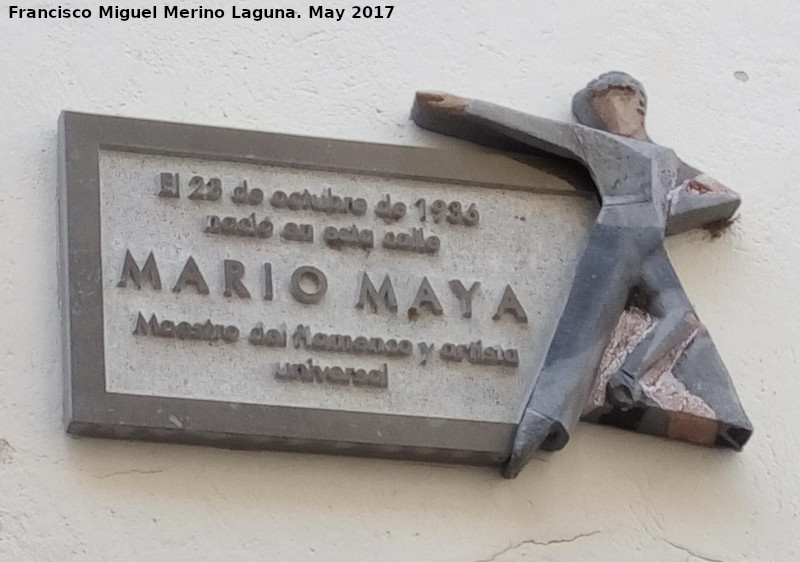 Francisco Miguel Merino Laguna. May 2017
El 23 de octubre de 1936
nació en esta calle
MARIO MAYA
Maestro del flamenco y artista
universal